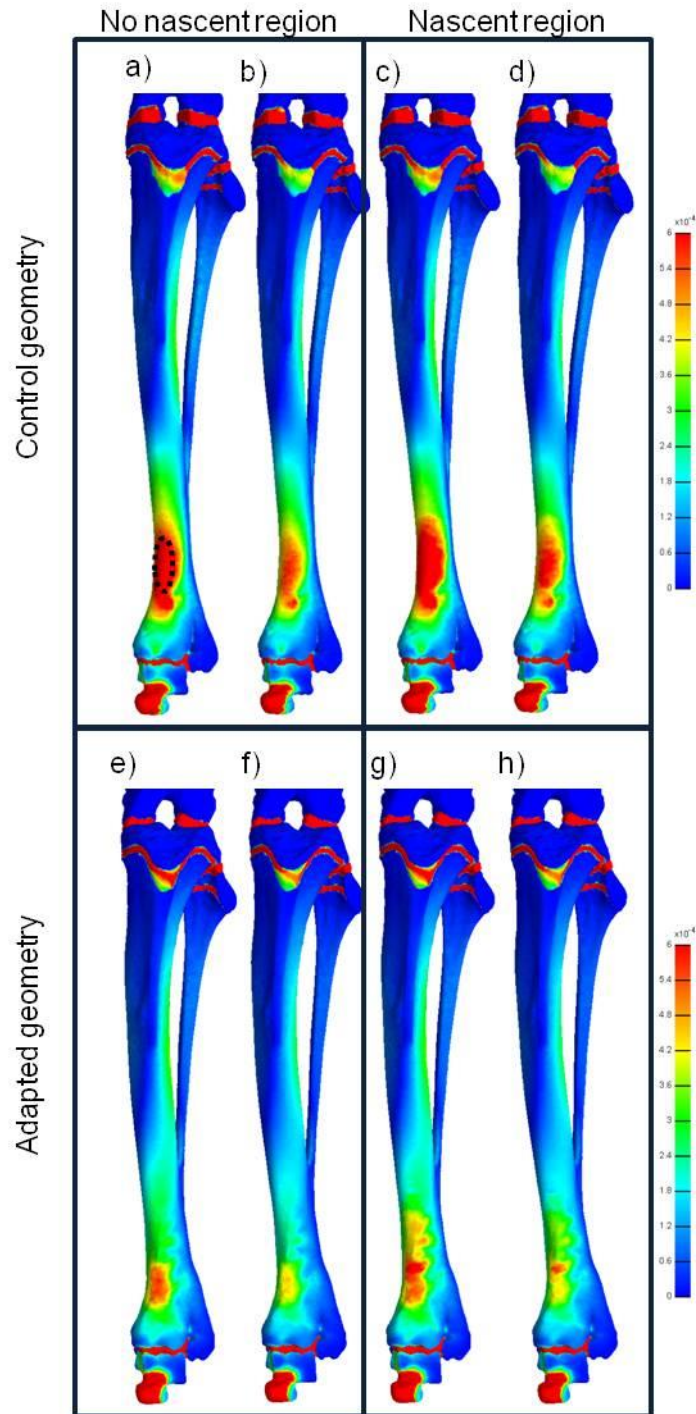 No nascent region
Nascent region
a)
b)
c)
d)
Control geometry
x10⁻⁴
6
5.4
4.8
4.2
3.6
3
2.4
1.8
1.2
0.6
0
e)
f)
g)
h)
Adapted geometry
x10⁻⁴
6
5.4
4.8
4.2
3.6
3
2.4
1.8
1.2
0.6
0